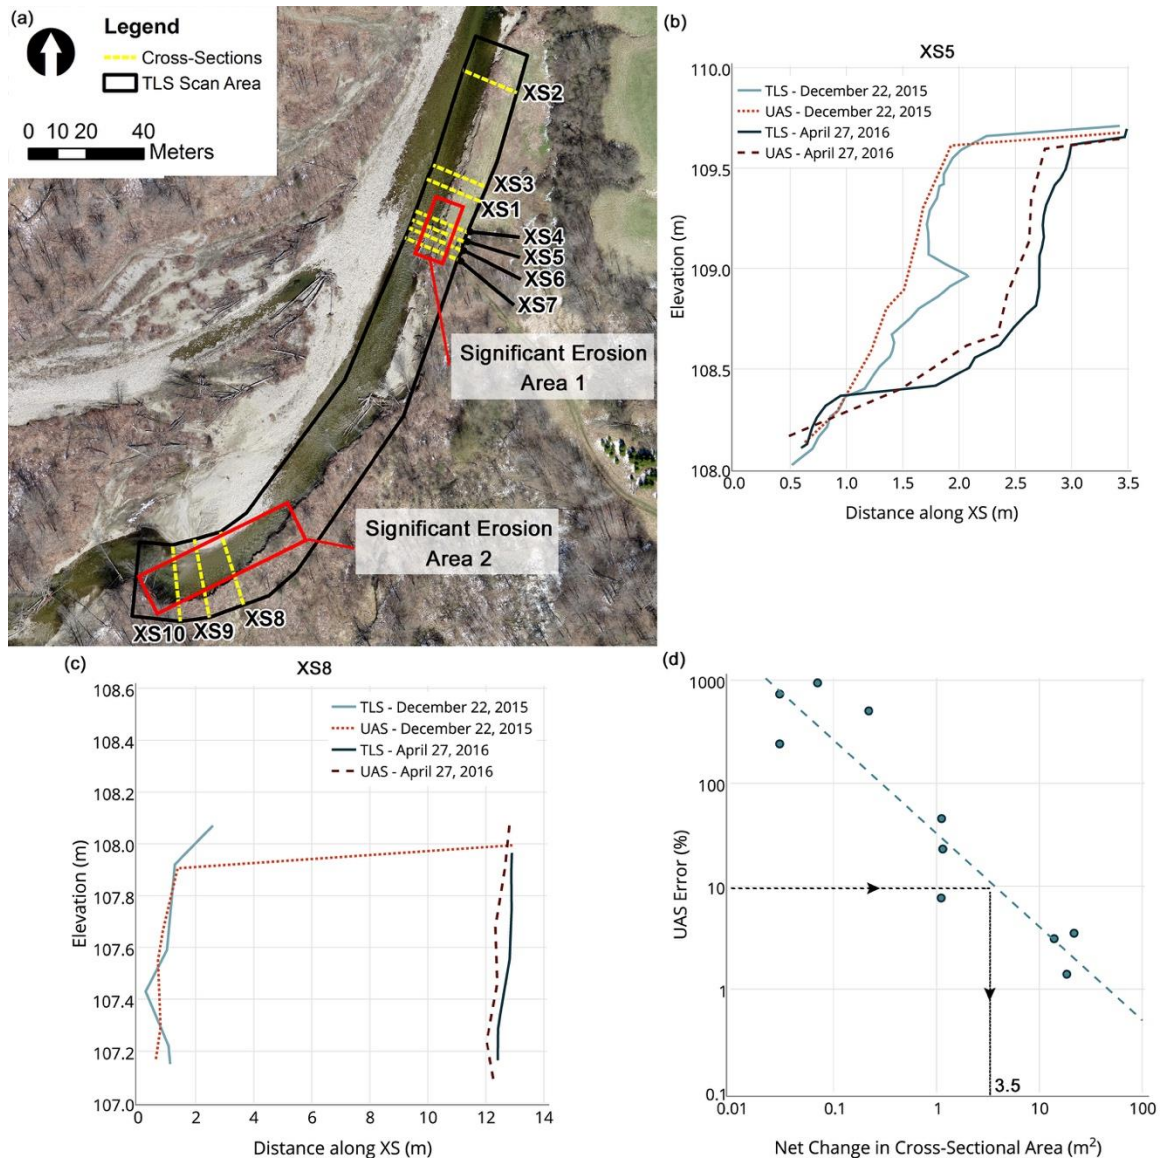 (a)
Legend
Cross-Sections
TLS Scan Area
0 10 20 40
Meters
XS2
XS3
XS1
XS4
XS5
XS6
XS7
Significant Erosion
Area 1
Significant Erosion
Area 2
XS10 XS9 XS8
(b)
XS5
TLS - December 22, 2015
UAS - December 22, 2015
TLS - April 27, 2016
UAS - April 27, 2016
110.0
109.5
109.0
108.5
108.0
Elevation (m)
0.0 0.5 1.0 1.5 2.0 2.5 3.0 3.5
Distance along XS (m)
(c)
XS8
TLS - December 22, 2015
UAS - December 22, 2015
TLS - April 27, 2016
UAS - April 27, 2016
108.6
108.4
108.2
108.0
107.8
107.6
107.4
107.2
107.0
Elevation (m)
0 2 4 6 8 10 12 14
Distance along XS (m)
(d)
1000
100
10
1
0.1
UAS Error (%)
3.5
0.01 0.1 1 10 100
Net Change in Cross-Sectional Area (m²)